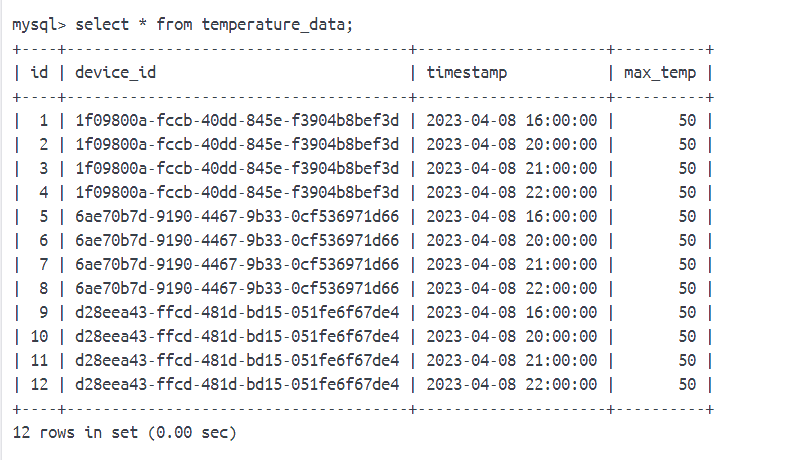 mysql> select * from temperature_data;
+----+--------------------------------------+---------------------+----------+
| id | device_id                            | timestamp           | max_temp |
+----+--------------------------------------+---------------------+----------+
|  1 | 1f09800a-fccb-40dd-845e-f3904b8bef3d | 2023-04-08 16:00:00 |       50 |
|  2 | 1f09800a-fccb-40dd-845e-f3904b8bef3d | 2023-04-08 20:00:00 |       50 |
|  3 | 1f09800a-fccb-40dd-845e-f3904b8bef3d | 2023-04-08 21:00:00 |       50 |
|  4 | 1f09800a-fccb-40dd-845e-f3904b8bef3d | 2023-04-08 22:00:00 |       50 |
|  5 | 6ae70b7d-9190-4467-9b33-0cf536971d66 | 2023-04-08 16:00:00 |       50 |
|  6 | 6ae70b7d-9190-4467-9b33-0cf536971d66 | 2023-04-08 20:00:00 |       50 |
|  7 | 6ae70b7d-9190-4467-9b33-0cf536971d66 | 2023-04-08 21:00:00 |       50 |
|  8 | 6ae70b7d-9190-4467-9b33-0cf536971d66 | 2023-04-08 22:00:00 |       50 |
|  9 | d28eea43-ffcd-481d-bd15-051fe6f67de4 | 2023-04-08 16:00:00 |       50 |
| 10 | d28eea43-ffcd-481d-bd15-051fe6f67de4 | 2023-04-08 20:00:00 |       50 |
| 11 | d28eea43-ffcd-481d-bd15-051fe6f67de4 | 2023-04-08 21:00:00 |       50 |
| 12 | d28eea43-ffcd-481d-bd15-051fe6f67de4 | 2023-04-08 22:00:00 |       50 |
+----+--------------------------------------+---------------------+----------+
12 rows in set (0.00 sec)